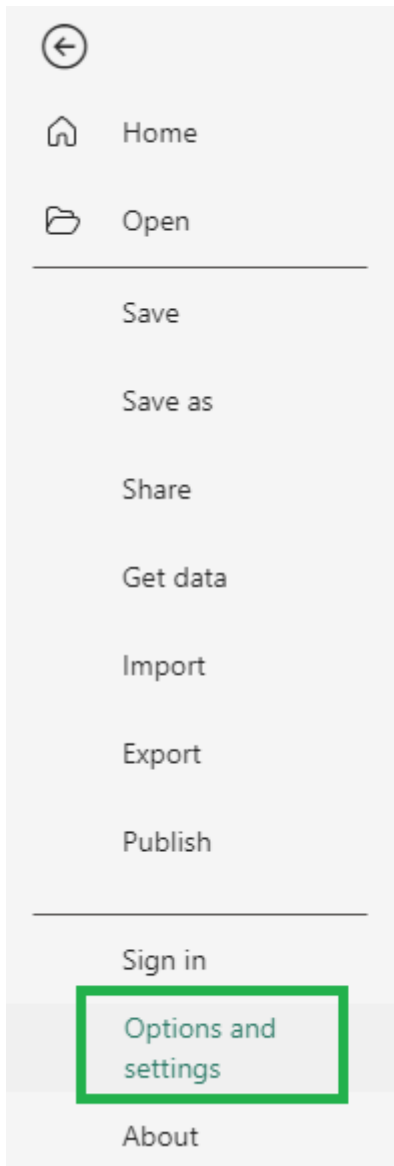 Home
Open
Save
Save as
Share
Get data
Import
Export
Publish
Sign in
Options and
settings
About